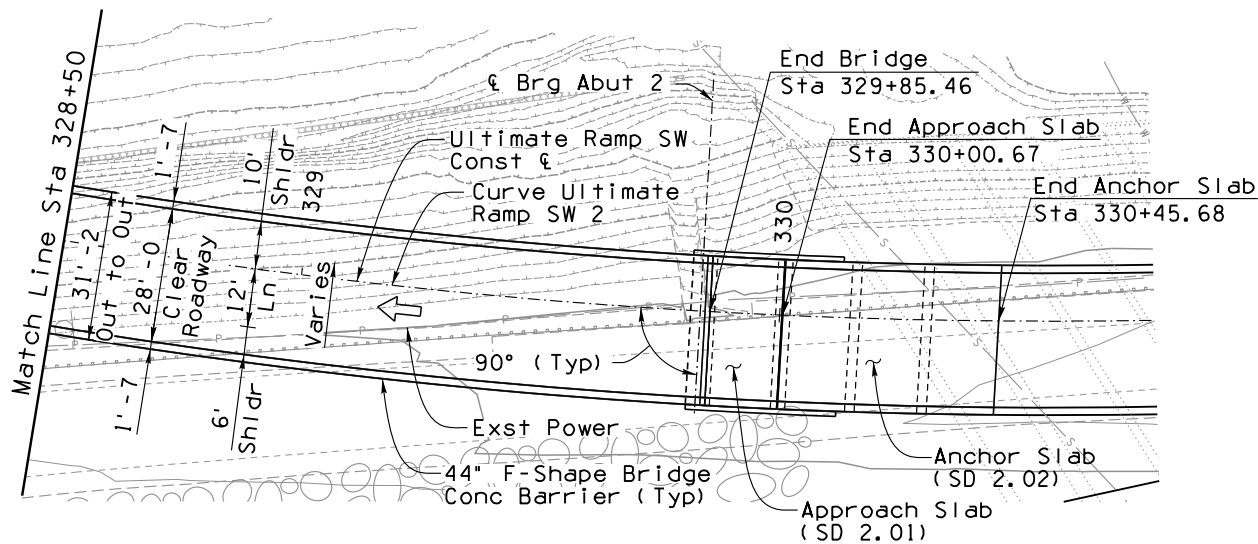 Match Line Sta 328+50
31'-2
Out to Out
1'-7
28'-0
Clear
Roadway
1'-7
10'
Shldr
12'
Ln
6'
Shldr
329
Varies
℄ Brg Abut 2
Ultimate Ramp SW
Const ℄
Curve Ultimate
Ramp SW 2
End Bridge
Sta 329+85.46
End Approach Slab
Sta 330+00.67
330
End Anchor Slab
Sta 330+45.68
90° (Typ)
Exst Power
44" F-Shape Bridge
Conc Barrier (Typ)
Anchor Slab
(SD 2.02)
Approach Slab
(SD 2.01)
P
P
P
P
S
S
S